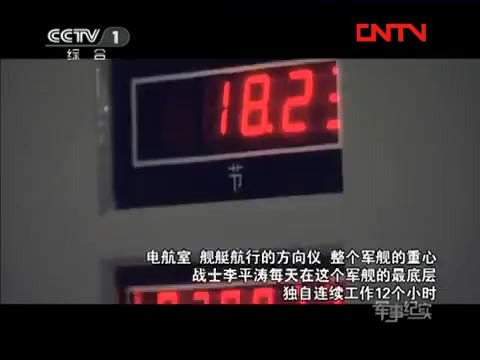 CCTV 1
CNTV
综合
18.23
节
电航室 舰艇航行的方向仪 整个军舰的重心
战士李平涛每天在这个军舰的最底层
独自连续工作12个小时
军事纪实